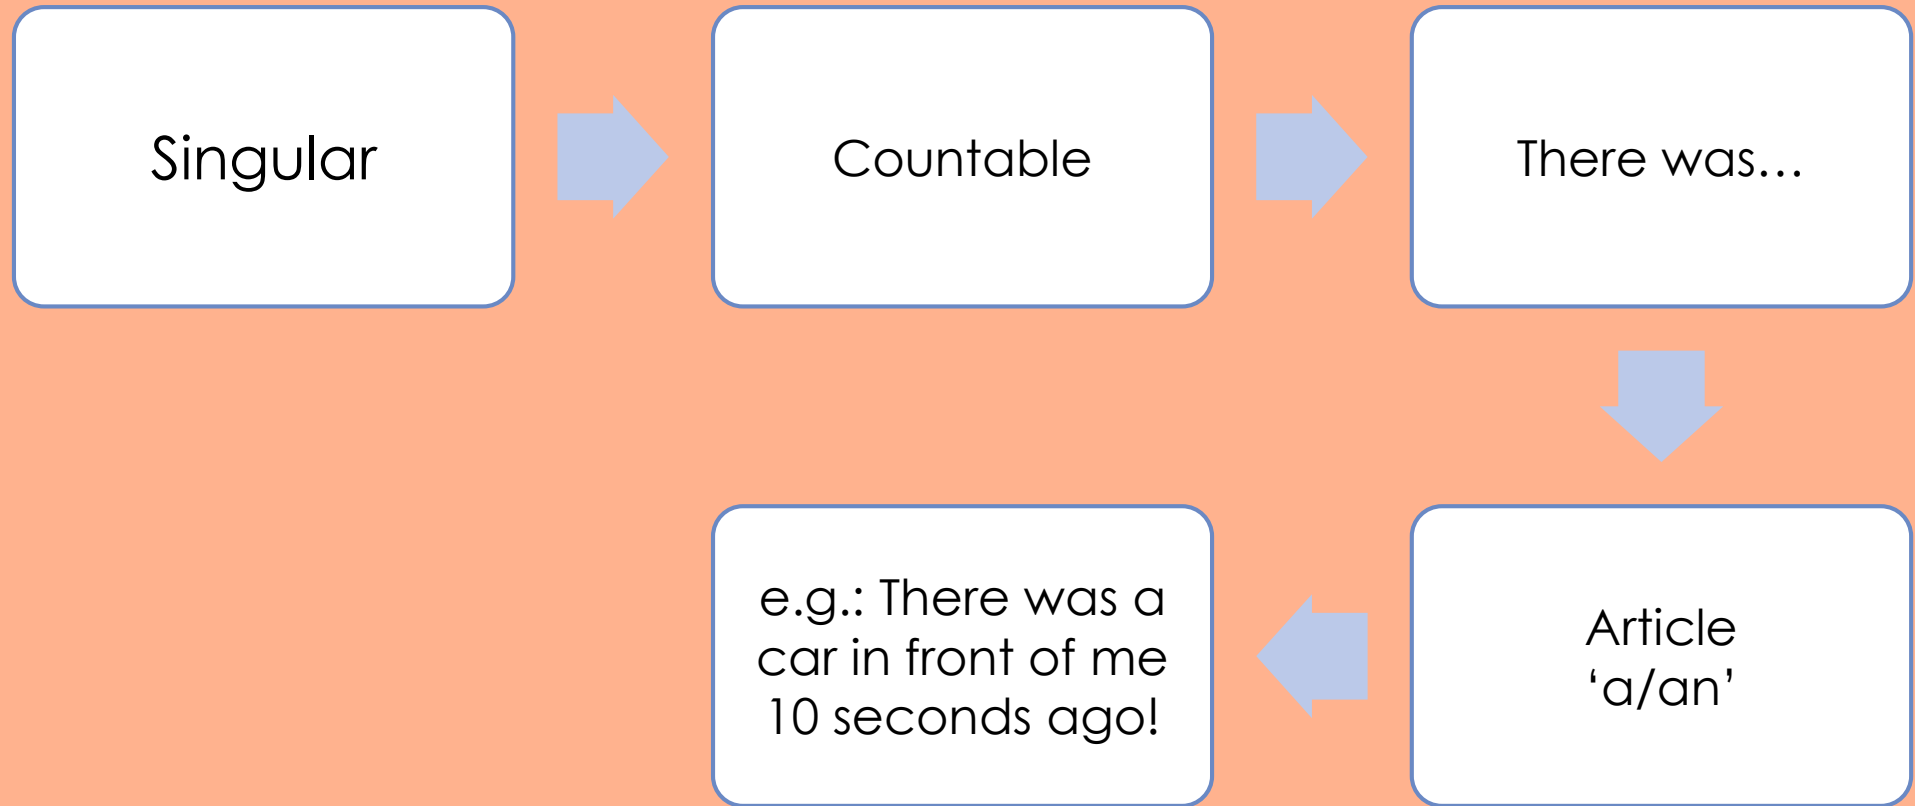 Singular
Countable
There was…
Article
‘a/an’
e.g.: There was a
car in front of me
10 seconds ago!